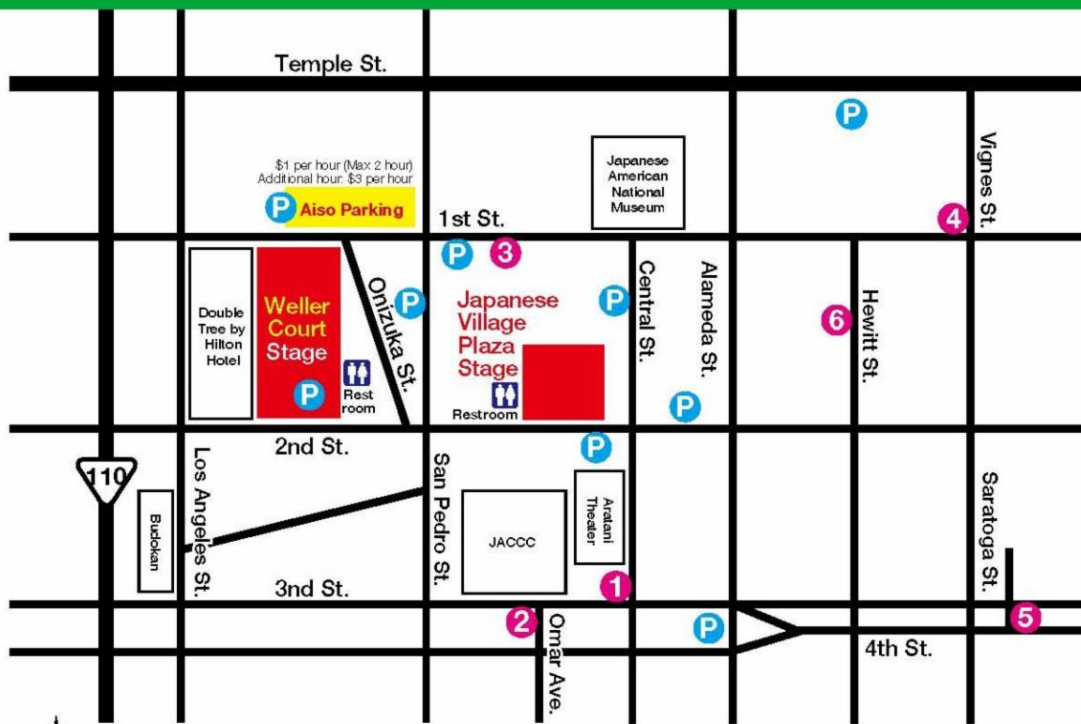 Temple St.
P
$1 per hour (Max 2 hour)
Additional hour: $3 per hour
P
Aiso Parking
Japanese
American
National
Museum
Vignes St.
4
1st St.
P
3
Double
Tree by
Hilton
Hotel
Weller
Court
Stage
P
Rest
room
Onizuka St.
P
Japanese
Village
Plaza
Stage
Restroom
P
Central St.
Alameda St.
P
6
Hewitt St.
2nd St.
P
110
Budokan
Los Angeles St.
San Pedro St.
JACCC
Aratani
Theater
Saratoga St.
3nd St.
1
2
Omar Ave.
P
5
4th St.